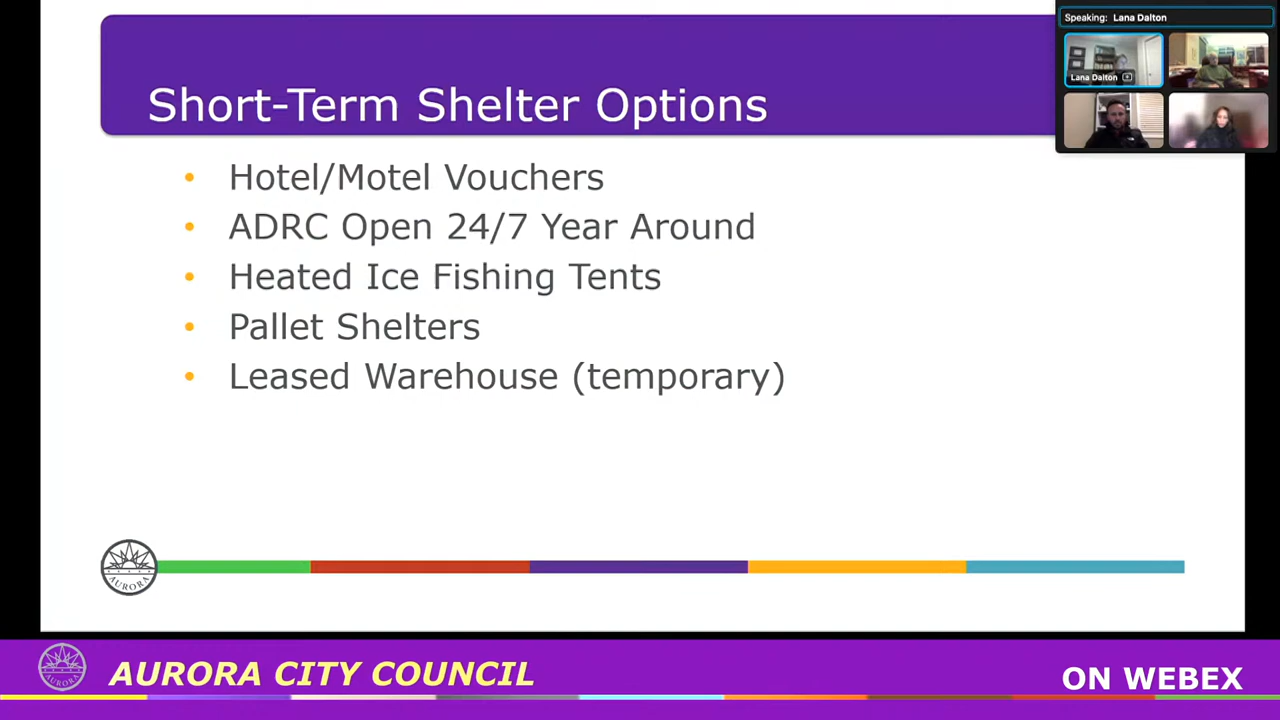 Speaking: Lana Dalton
Lana Dalton
Short-Term Shelter Options
• Hotel/Motel Vouchers
• ADRC Open 24/7 Year Around
• Heated Ice Fishing Tents
• Pallet Shelters
• Leased Warehouse (temporary)
AURORA
AURORA CITY COUNCIL
ON WEBEX